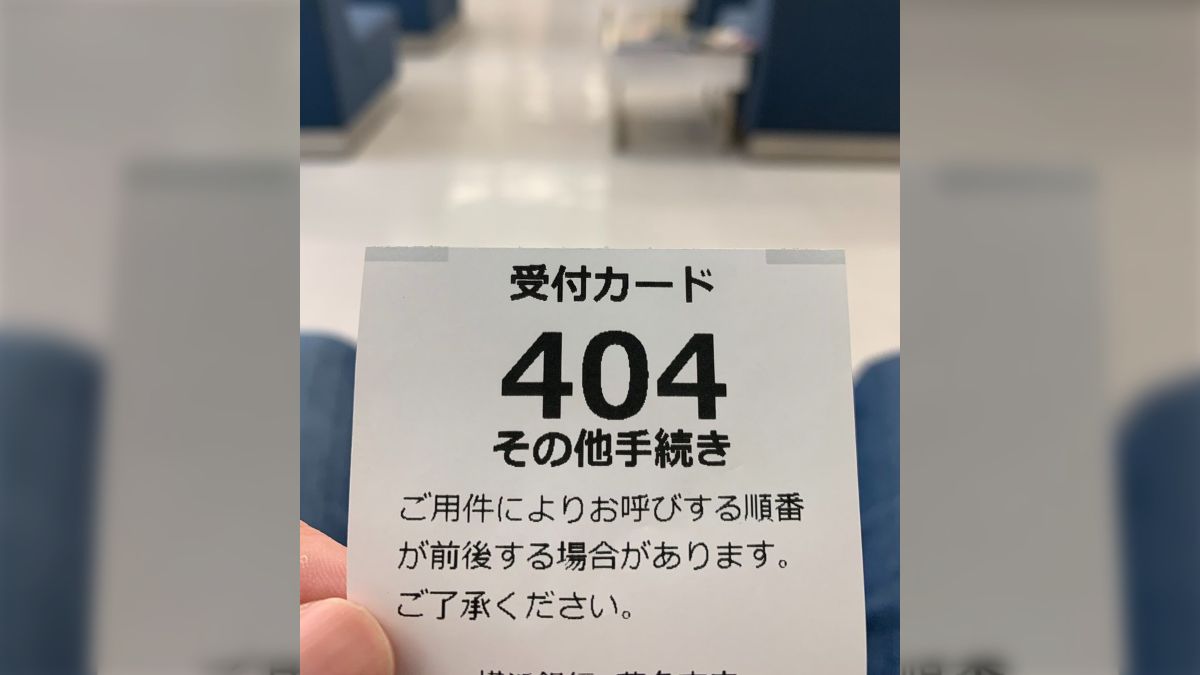 受付カード
404
その他手続き
ご用件によりお呼びする順番
が前後する場合があります。
ご了承ください。